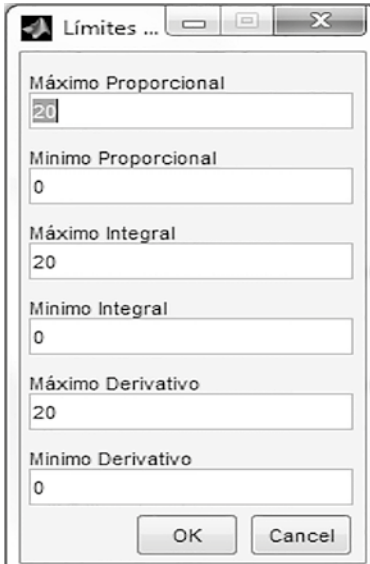 Límites ...
Máximo Proporcional
20
Minimo Proporcional
0
Máximo Integral
20
Minimo Integral
0
Máximo Derivativo
20
Minimo Derivativo
0
OK Cancel